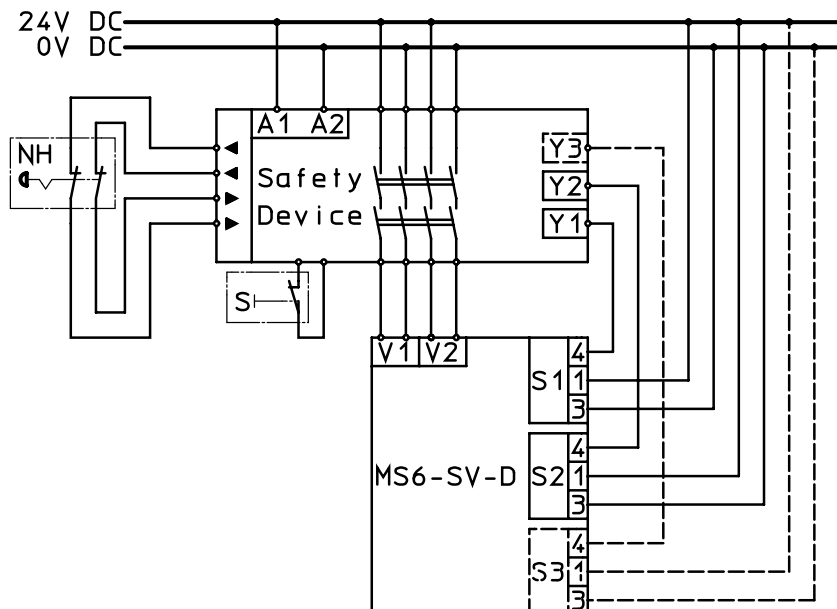 24V DC
0V DC
A1 A2
NH
Y3
Safety
Y2
Device
Y1
S
V1 V2
4
S1 1
3
4
MS6-SV-D S2 1
3
4
S3 1
3